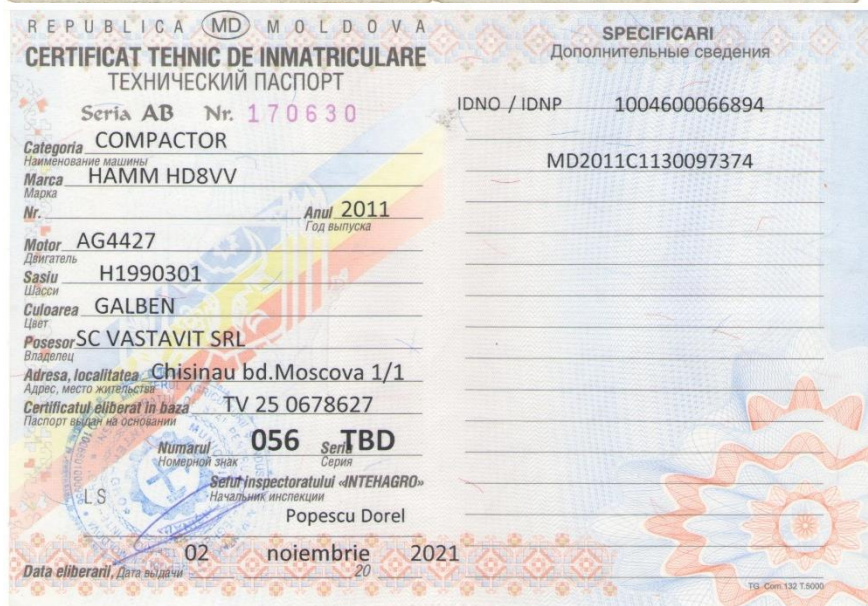 REPUBLICA MD MOLDOVA
CERTIFICAT TEHNIC DE INMATRICULARE
ТЕХНИЧЕСКИЙ ПАСПОРТ
Seria AB Nr. 170630
Categoria COMPACTOR
Наименование машины
Marca HAMM HD8VV
Марка
Nr. Anul 2011
Год выпуска
Motor AG4427
Двигатель
Sasiu H1990301
Шасси
Culoarea GALBEN
Цвет
Posesor SC VASTAVIT SRL
Владелец
Adresa, localitatea Chisinau bd.Moscova 1/1
Адрес, место жительства
Certificatul eliberat in baza TV 25 0678627
Паспорт выдан на основании
Numarul 056 Seria TBD
Номерной знак Серия
Seful inspectoratului «INTEHAGRO»
Начальник инспекции
LS
Popescu Dorel
02 noiembrie 2021
Data eliberarii, Дата выдачи 20
SPECIFICARI
Дополнительные сведения
IDNO / IDNP 1004600066894
MD2011C1130097374
TG Com.132 T.5000